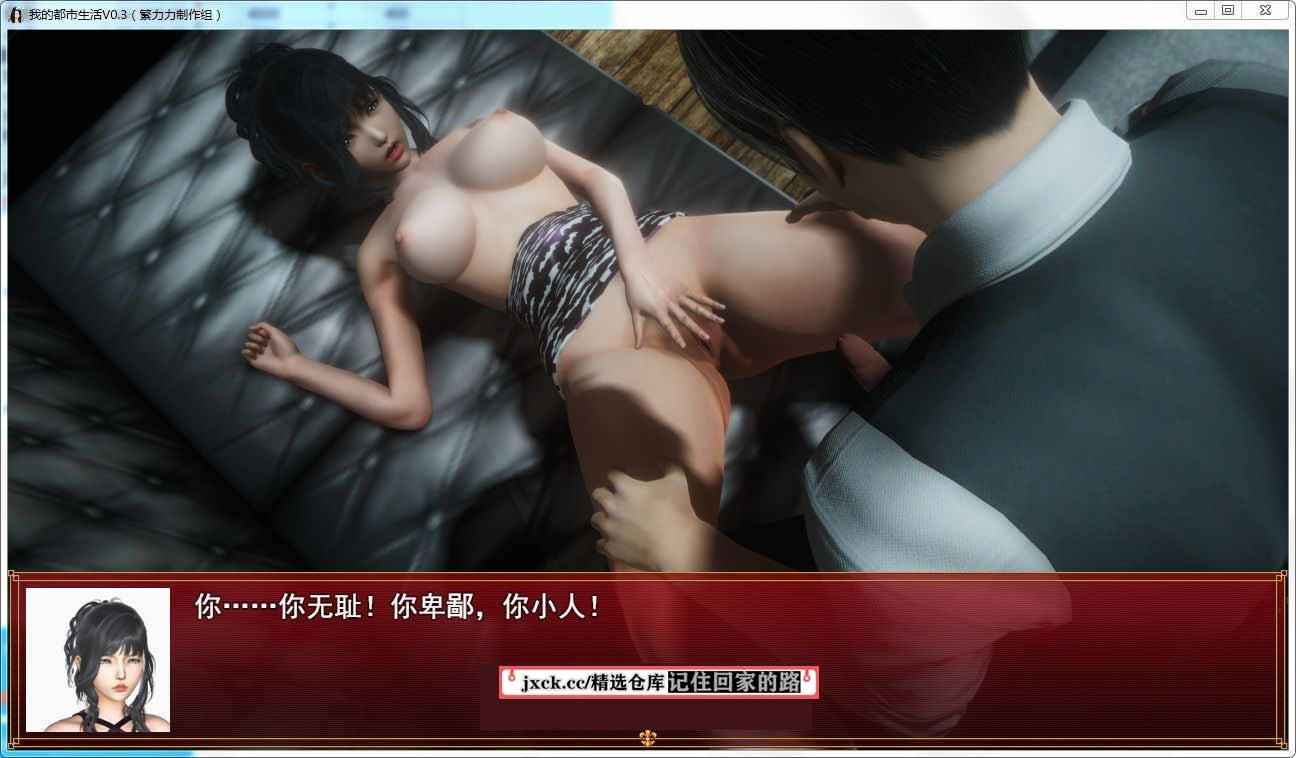 我的都市生活V0.3（繁力力制作组）
你……你无耻！你卑鄙，你小人！
jxck.cc/精选仓库记住回家的路